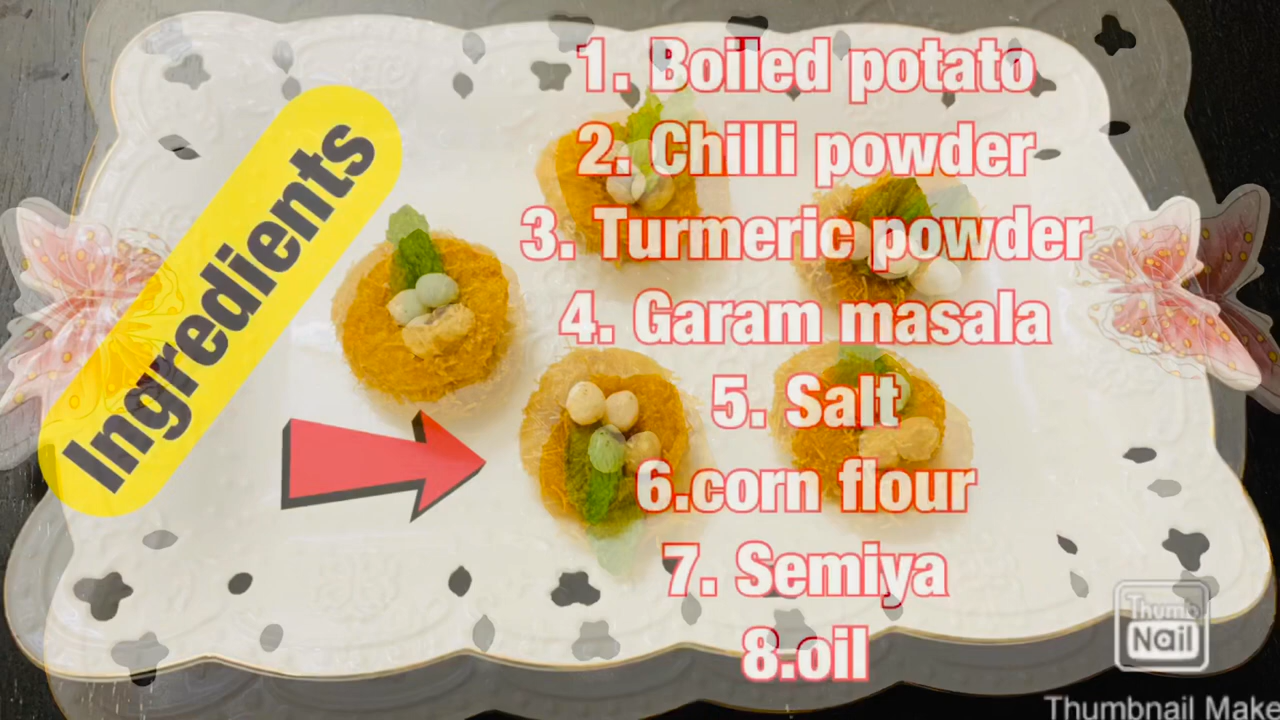 Ingredients
1. Boiled potato
2. Chilli powder
3. Turmeric powder
4. Garam masala
5. Salt
6.corn flour
7. Semiya
8.oil
Thumb
Nail
Thumbnail Make